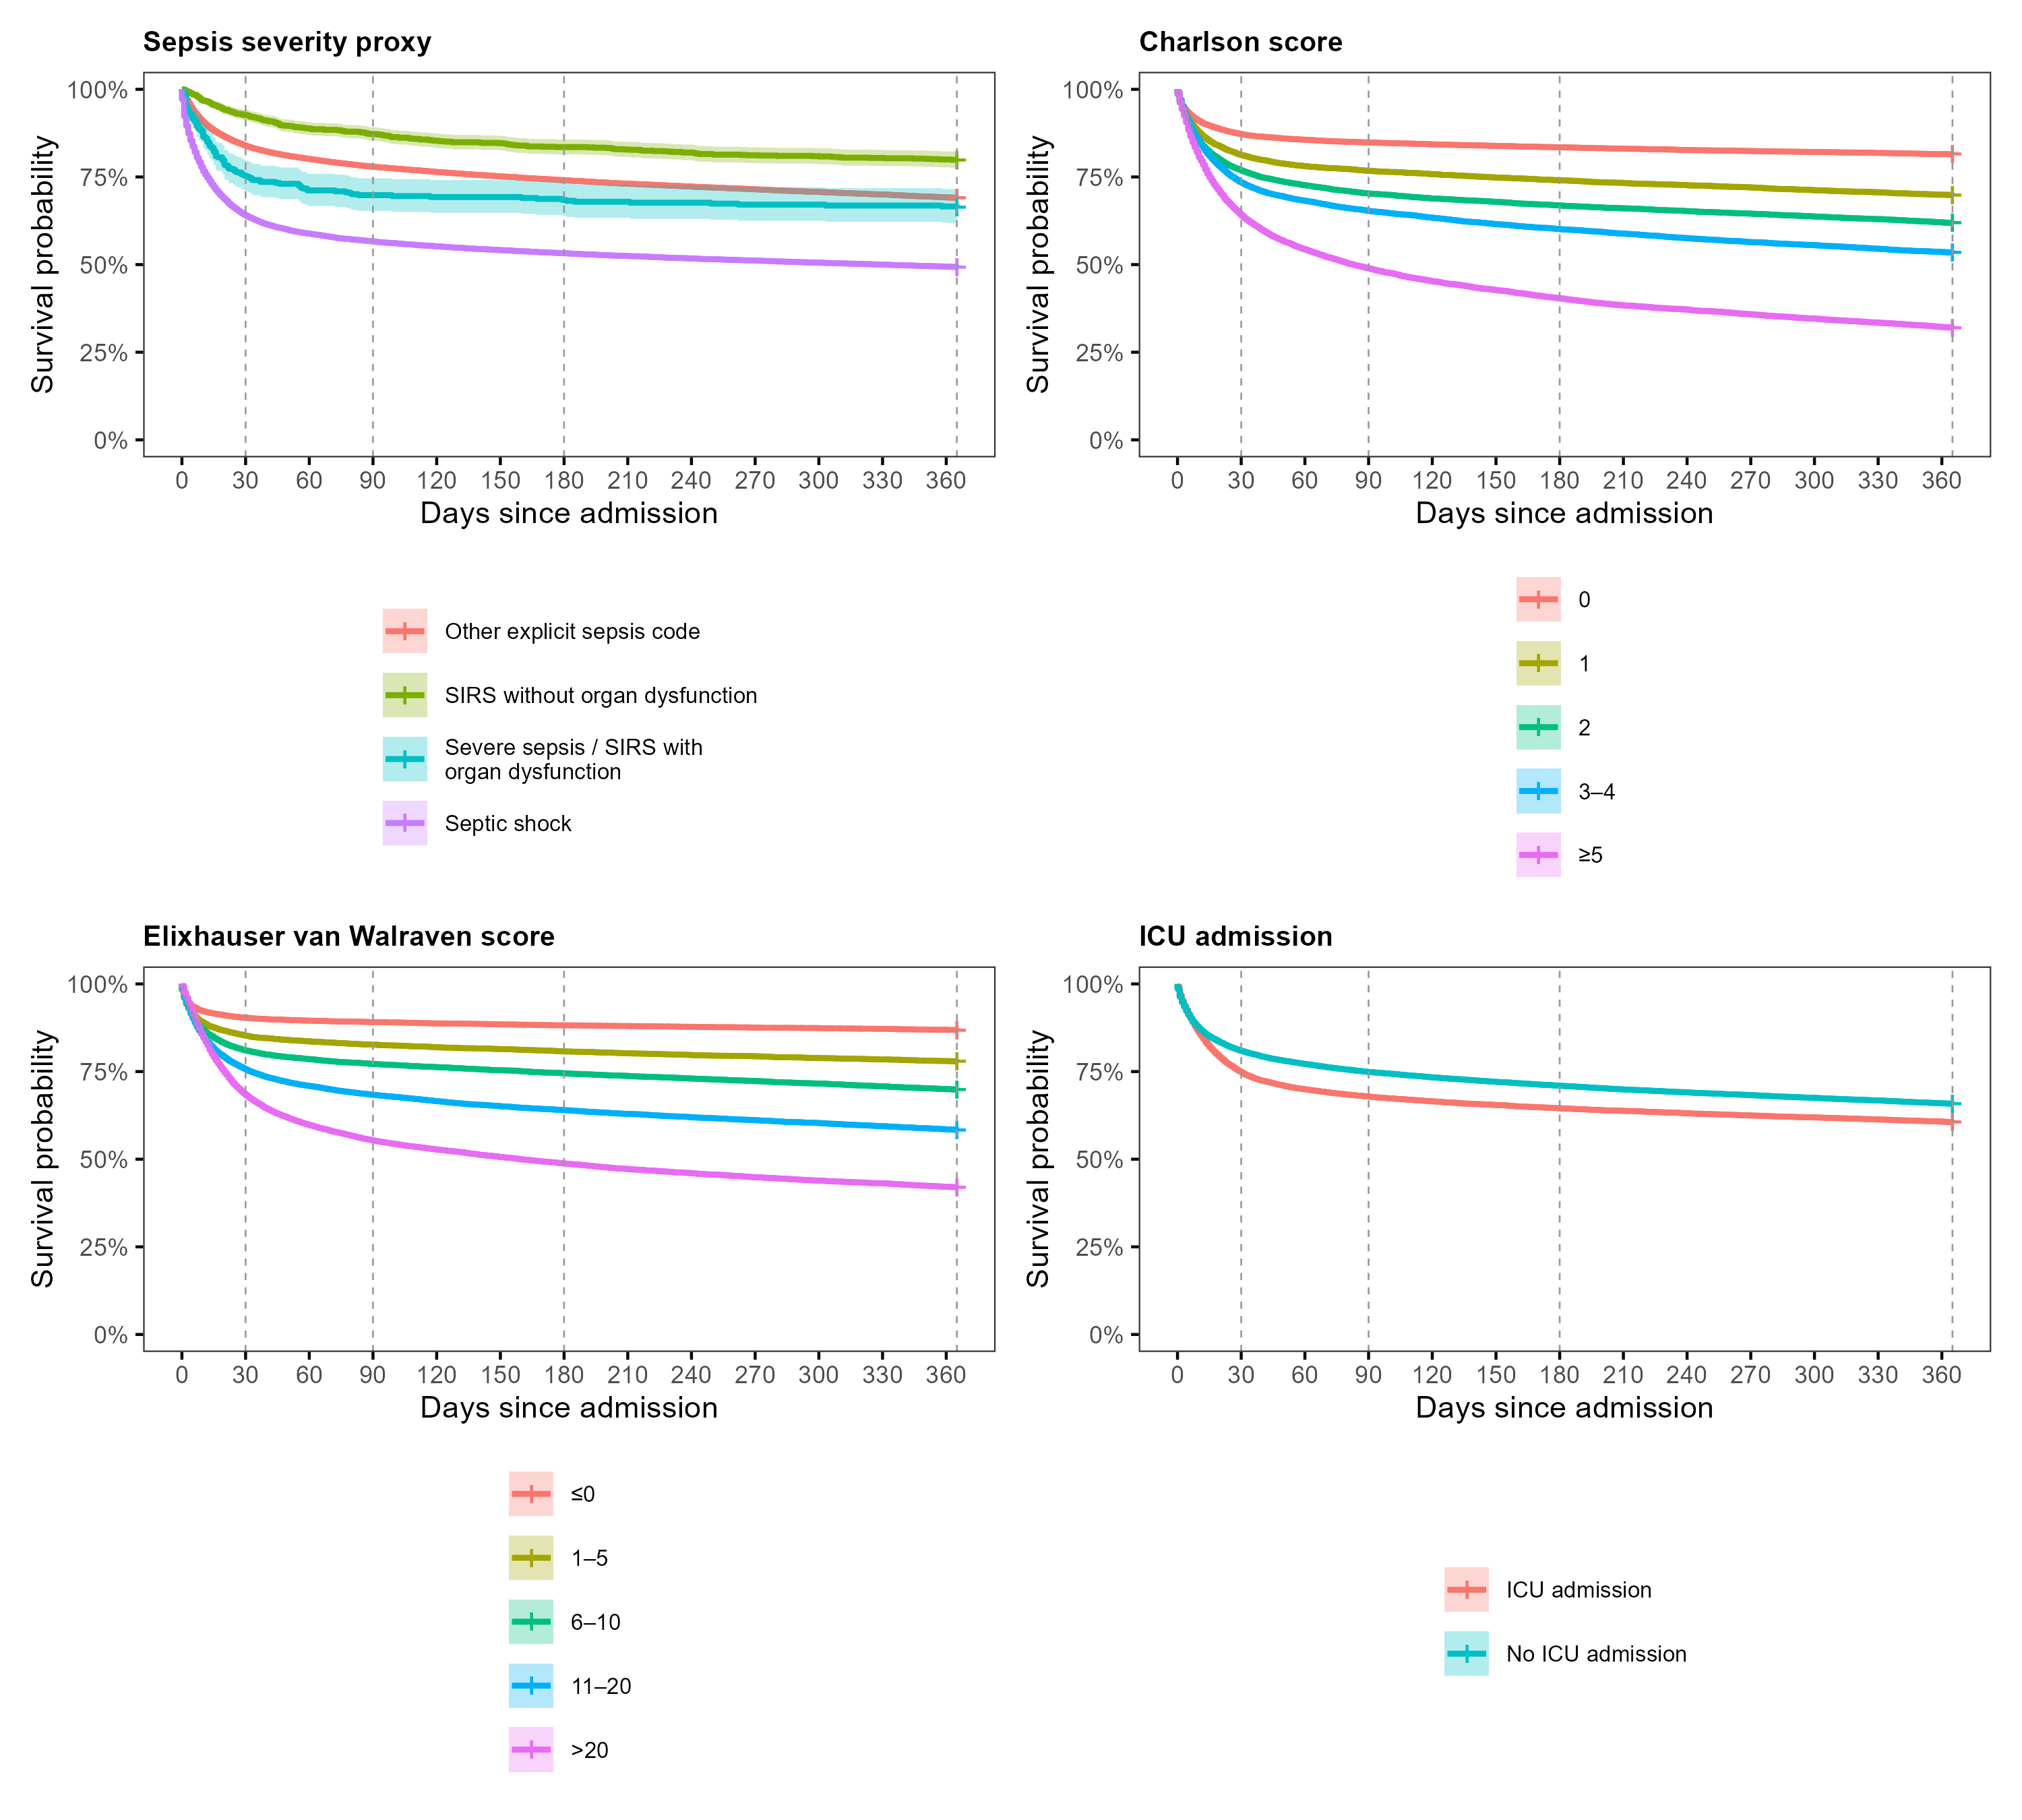 Sepsis severity proxy
Survival probability
100%
75%
50%
25%
0%
0 30 60 90 120 150 180 210 240 270 300 330 360
Days since admission
Other explicit sepsis code
SIRS without organ dysfunction
Severe sepsis / SIRS with
organ dysfunction
Septic shock
Charlson score
Survival probability
100%
75%
50%
25%
0%
0 30 60 90 120 150 180 210 240 270 300 330 360
Days since admission
0
1
2
3–4
≥5
Elixhauser van Walraven score
Survival probability
100%
75%
50%
25%
0%
0 30 60 90 120 150 180 210 240 270 300 330 360
Days since admission
≤0
1–5
6–10
11–20
>20
ICU admission
Survival probability
100%
75%
50%
25%
0%
0 30 60 90 120 150 180 210 240 270 300 330 360
Days since admission
ICU admission
No ICU admission